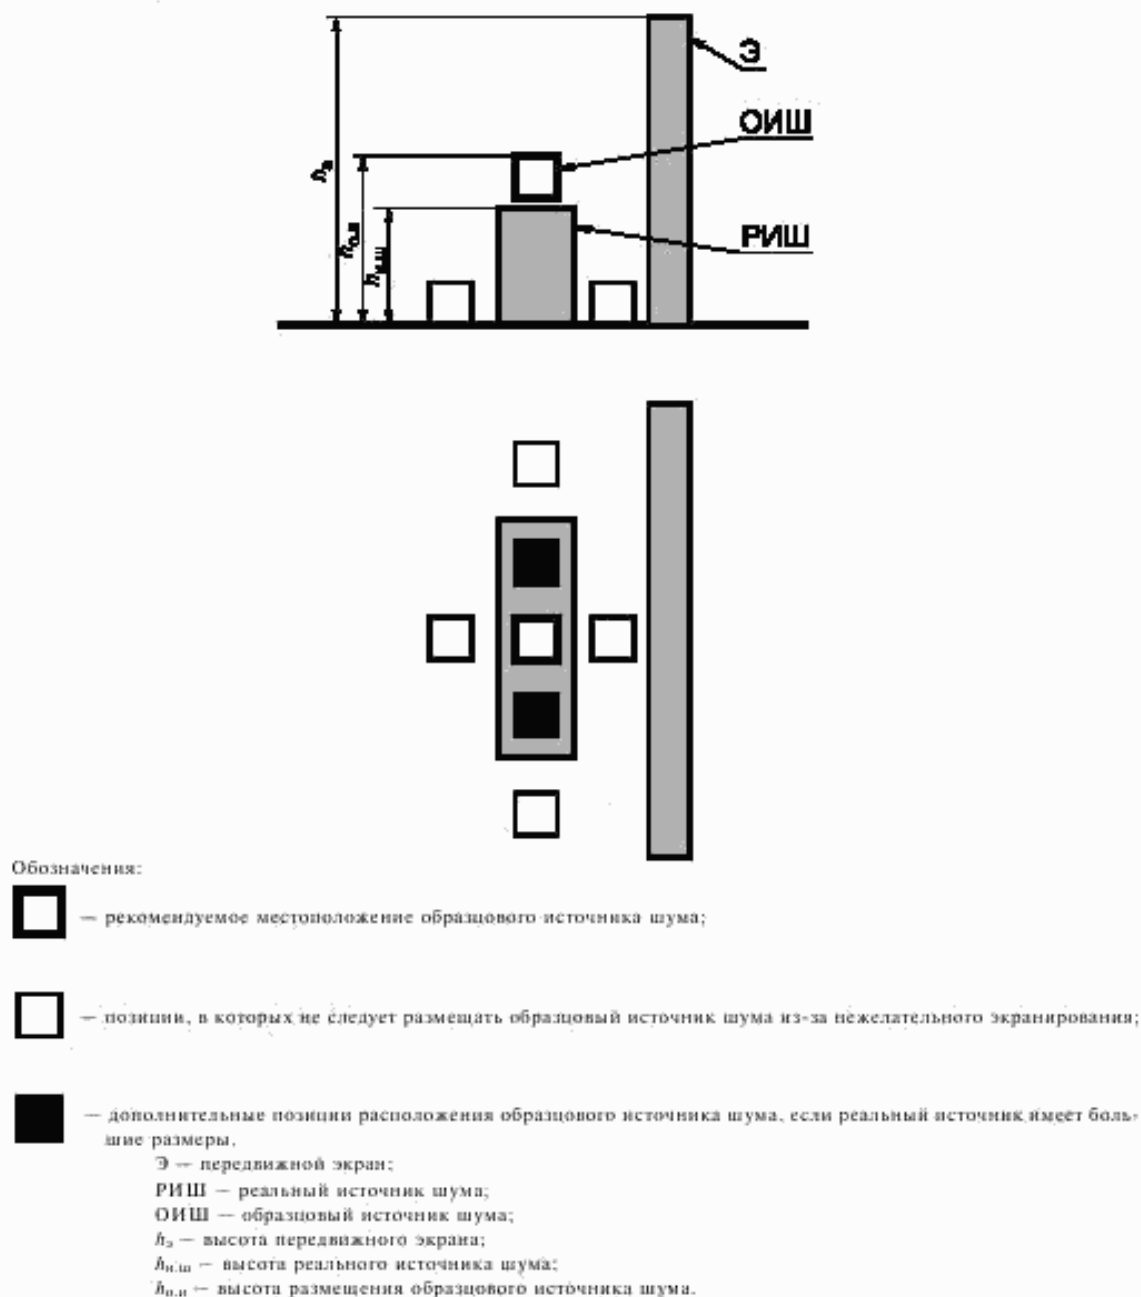 Э
ОИШ
РИШ
hэ
hо.и
hи.ш
Обозначения:
— рекомендуемое местоположение образцового источника шума;
— позиции, в которых не следует размещать образцовый источник шума из-за нежелательного экранирования;
— дополнительные позиции расположения образцового источника шума, если реальный источник имеет боль-
шие размеры.
Э — передвижной экран;
РИШ — реальный источник шума;
ОИШ — образцовый источник шума;
hэ — высота передвижного экрана;
hи.ш — высота реального источника шума;
hо.и — высота размещения образцового источника шума.